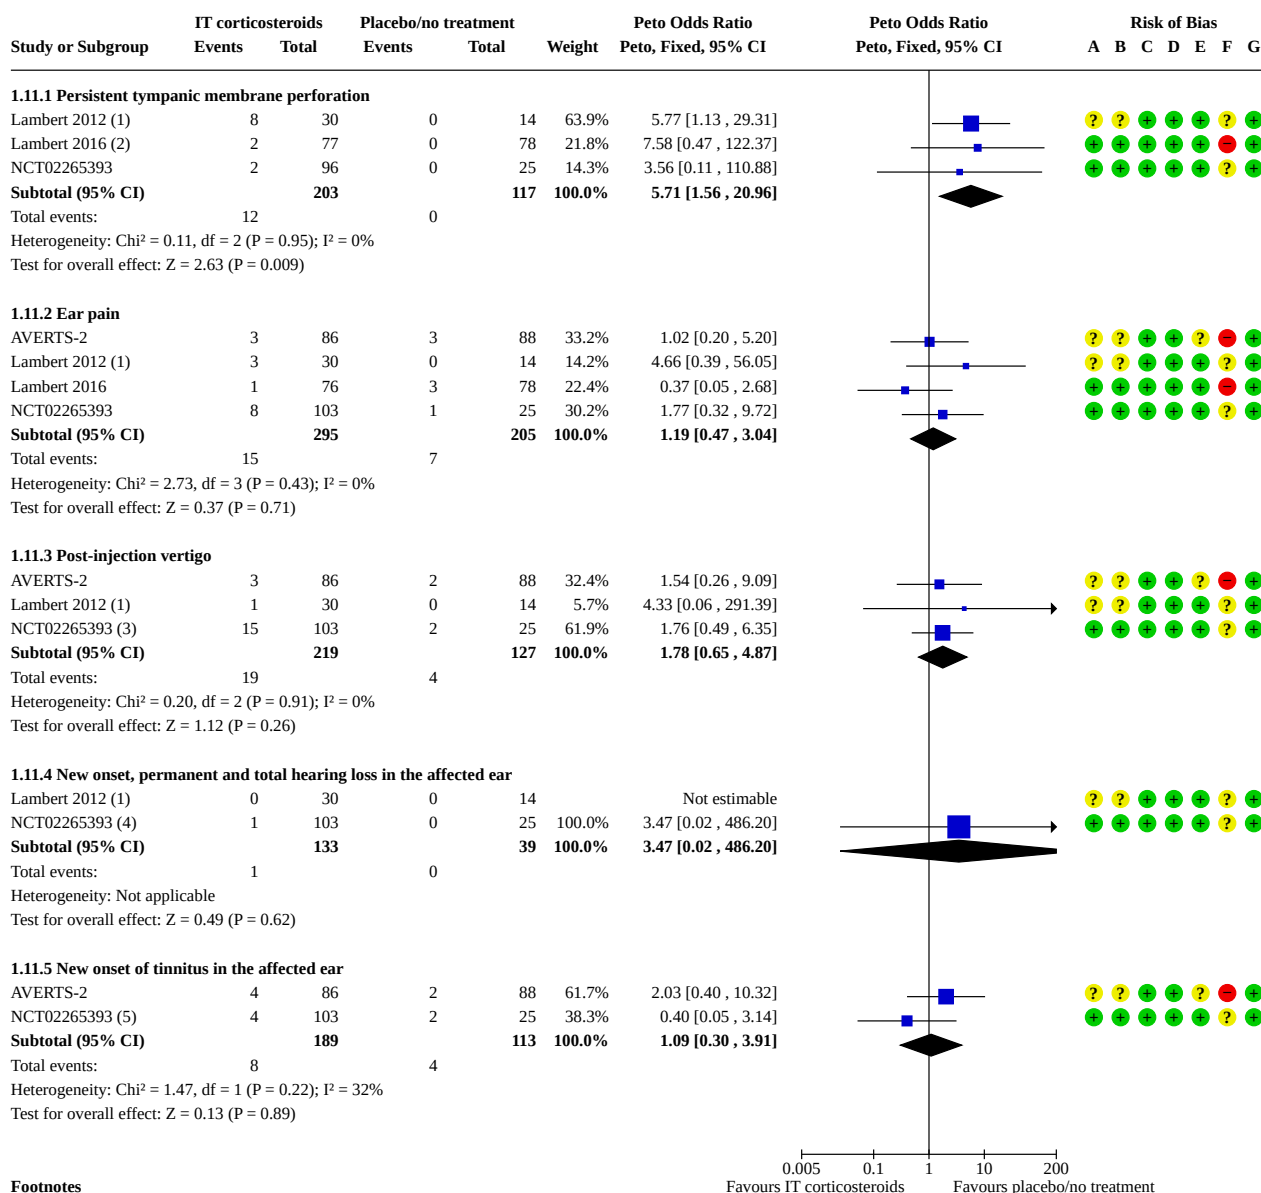 IT corticosteroids Placebo/no treatment Peto Odds Ratio Peto Odds Ratio Risk of Bias
Study or Subgroup Events Total Events Total Weight Peto, Fixed, 95% CI Peto, Fixed, 95% CI A B C D E F G
1.11.1 Persistent tympanic membrane perforation
Lambert 2012 (1) 8 30 0 14 63.9% 5.77 [1.13 , 29.31] ? ? + + + ? +
Lambert 2016 (2) 2 77 0 78 21.8% 7.58 [0.47 , 122.37] + + + + + − +
NCT02265393 2 96 0 25 14.3% 3.56 [0.11 , 110.88] + + + + + ? +
Subtotal (95% CI) 203 117 100.0% 5.71 [1.56 , 20.96]
Total events: 12 0
Heterogeneity: Chi² = 0.11, df = 2 (P = 0.95); I² = 0%
Test for overall effect: Z = 2.63 (P = 0.009)
1.11.2 Ear pain
AVERTS-2 3 86 3 88 33.2% 1.02 [0.20 , 5.20] ? ? + + ? − +
Lambert 2012 (1) 3 30 0 14 14.2% 4.66 [0.39 , 56.05] ? ? + + + ? +
Lambert 2016 1 76 3 78 22.4% 0.37 [0.05 , 2.68] + + + + + − +
NCT02265393 8 103 1 25 30.2% 1.77 [0.32 , 9.72] + + + + + ? +
Subtotal (95% CI) 295 205 100.0% 1.19 [0.47 , 3.04]
Total events: 15 7
Heterogeneity: Chi² = 2.73, df = 3 (P = 0.43); I² = 0%
Test for overall effect: Z = 0.37 (P = 0.71)
1.11.3 Post-injection vertigo
AVERTS-2 3 86 2 88 32.4% 1.54 [0.26 , 9.09] ? ? + + ? − +
Lambert 2012 (1) 1 30 0 14 5.7% 4.33 [0.06 , 291.39] ? ? + + + ? +
NCT02265393 (3) 15 103 2 25 61.9% 1.76 [0.49 , 6.35] + + + + + ? +
Subtotal (95% CI) 219 127 100.0% 1.78 [0.65 , 4.87]
Total events: 19 4
Heterogeneity: Chi² = 0.20, df = 2 (P = 0.91); I² = 0%
Test for overall effect: Z = 1.12 (P = 0.26)
1.11.4 New onset, permanent and total hearing loss in the affected ear
Lambert 2012 (1) 0 30 0 14 Not estimable ? ? + + + ? +
NCT02265393 (4) 1 103 0 25 100.0% 3.47 [0.02 , 486.20] + + + + + ? +
Subtotal (95% CI) 133 39 100.0% 3.47 [0.02 , 486.20]
Total events: 1 0
Heterogeneity: Not applicable
Test for overall effect: Z = 0.49 (P = 0.62)
1.11.5 New onset of tinnitus in the affected ear
AVERTS-2 4 86 2 88 61.7% 2.03 [0.40 , 10.32] ? ? + + ? − +
NCT02265393 (5) 4 103 2 25 38.3% 0.40 [0.05 , 3.14] + + + + + ? +
Subtotal (95% CI) 189 113 100.0% 1.09 [0.30 , 3.91]
Total events: 8 4
Heterogeneity: Chi² = 1.47, df = 1 (P = 0.22); I² = 32%
Test for overall effect: Z = 0.13 (P = 0.89)
0.005 0.1 1 10 200
Footnotes Favours IT corticosteroids Favours placebo/no treatment